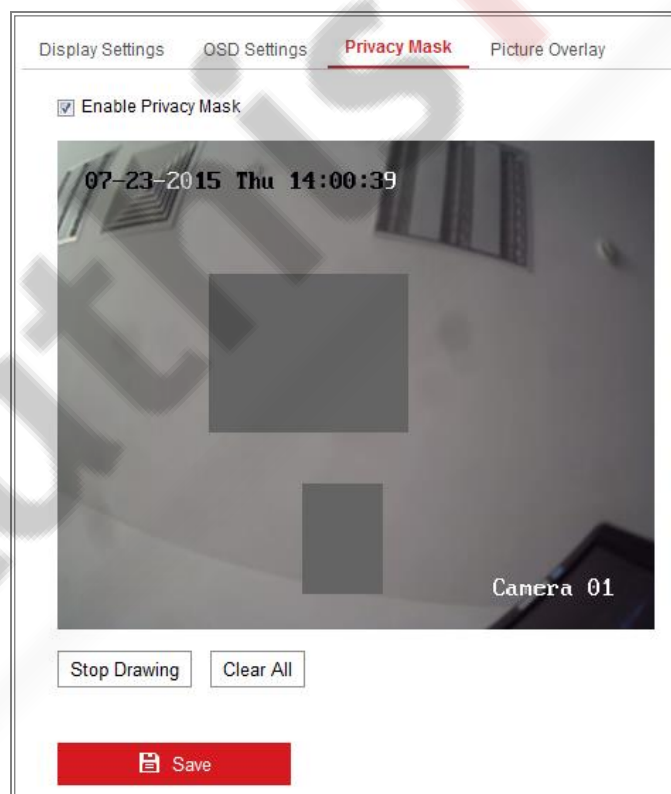 Display Settings OSD Settings Privacy Mask Picture Overlay
Enable Privacy Mask
07-23-2015 Thu 14:00:39
Camera 01
Stop Drawing Clear All
Save